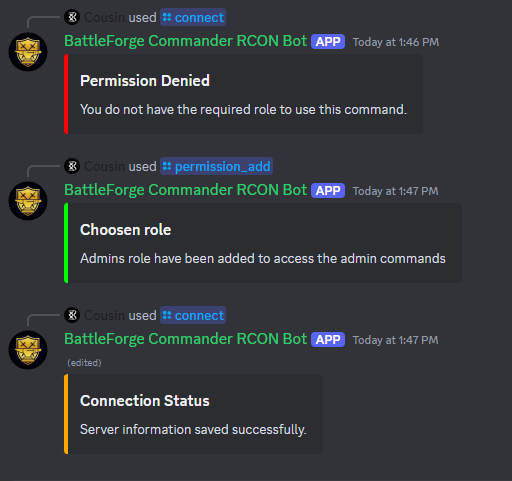 Cousin used connect
BattleForge Commander RCON Bot APP Today at 1:46 PM
Permission Denied
You do not have the required role to use this command.
Cousin used permission_add
BattleForge Commander RCON Bot APP Today at 1:47 PM
Choosen role
Admins role have been added to access the admin commands
Cousin used connect
BattleForge Commander RCON Bot APP Today at 1:47 PM
(edited)
Connection Status
Server information saved successfully.